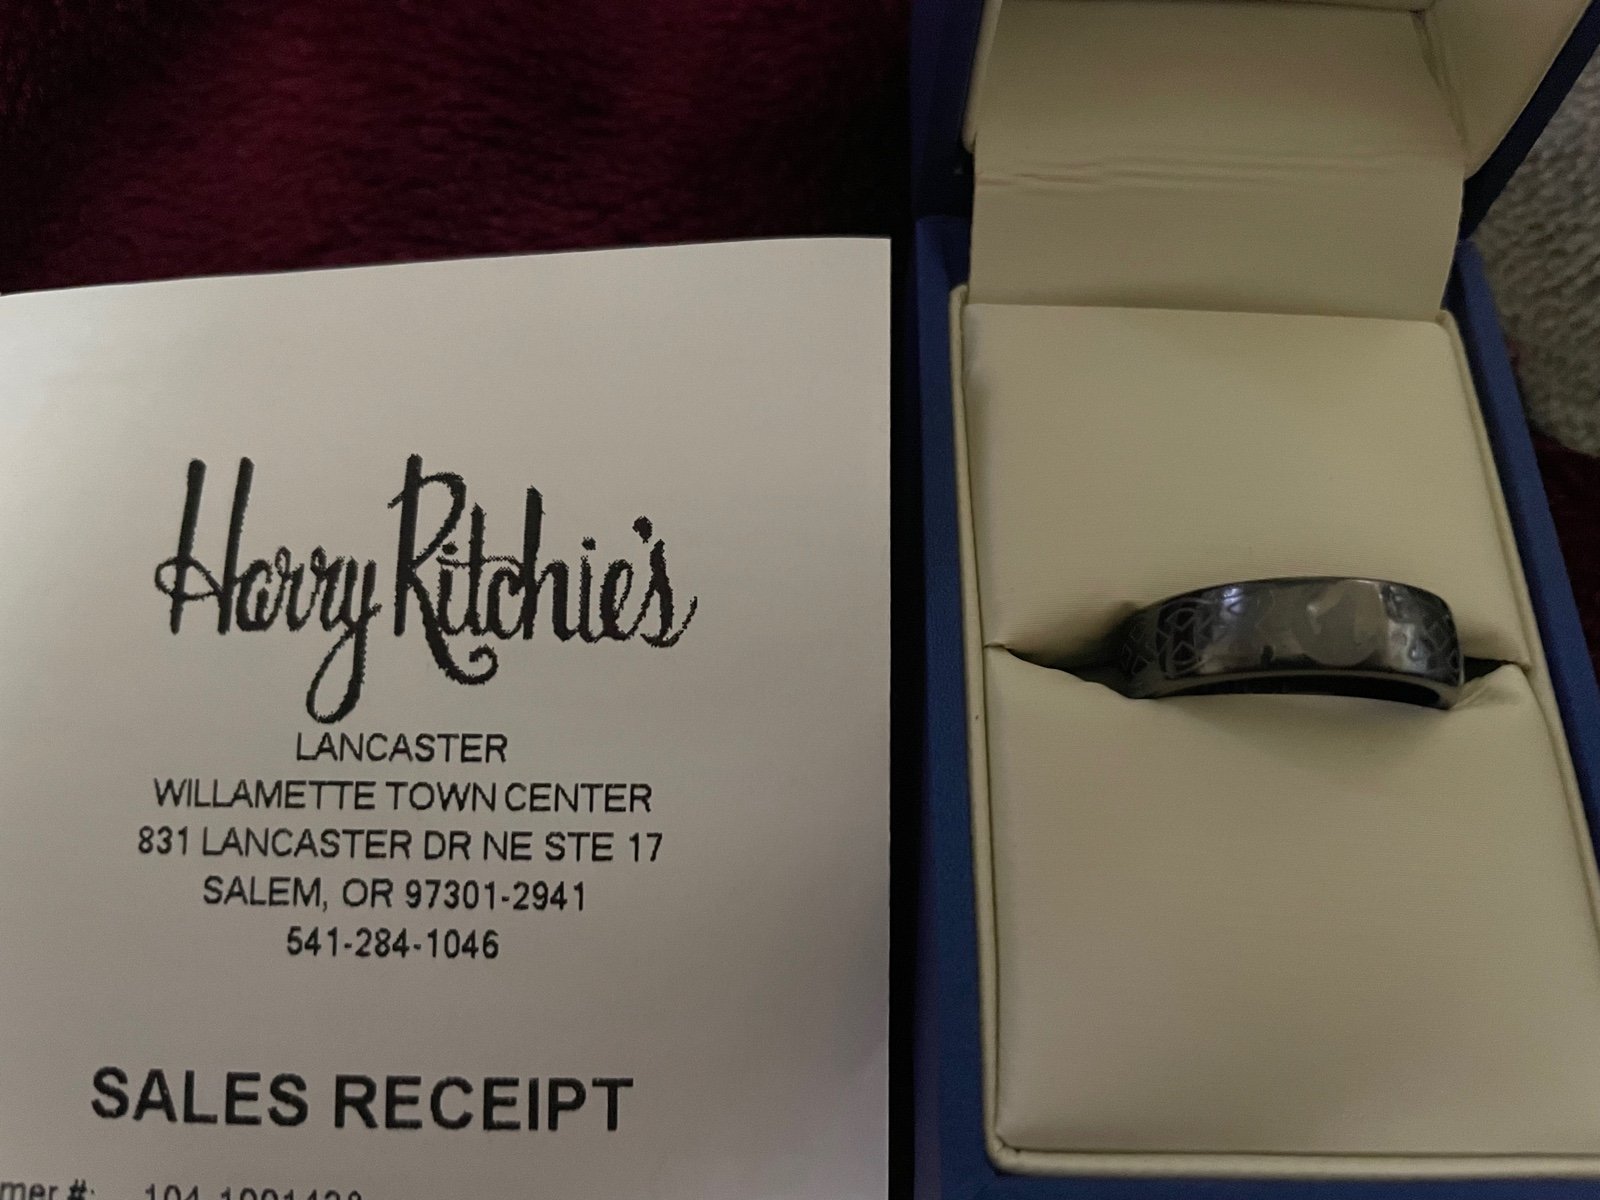 Harry Ritchie's
LANCASTER
WILLAMETTE TOWN CENTER
831 LANCASTER DR NE STE 17
SALEM, OR 97301-2941
541-284-1046
SALES RECEIPT
mer #: